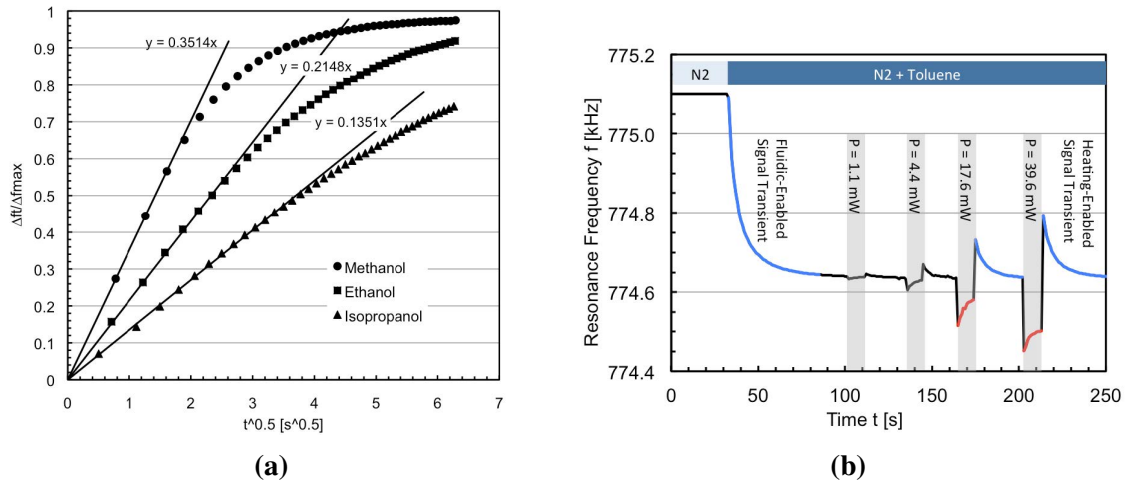 1
0.9
0.8
0.7
0.6
0.5
0.4
0.3
0.2
0.1
0
Δft/Δfmax
y = 0.3514x
y = 0.2148x
y = 0.1351x
Methanol
Ethanol
Isopropanol
0 1 2 3 4 5 6 7
t^0.5 [s^0.5]
(a)
775.2
775.0
774.8
774.6
774.4
Resonance Frequency f [kHz]
N2
N2 + Toluene
Fluidic-Enabled
Signal Transient
P = 1.1 mW
P = 4.4 mW
P = 17.6 mW
P = 39.6 mW
Heating-Enabled
Signal Transient
0 50 100 150 200 250
Time t [s]
(b)